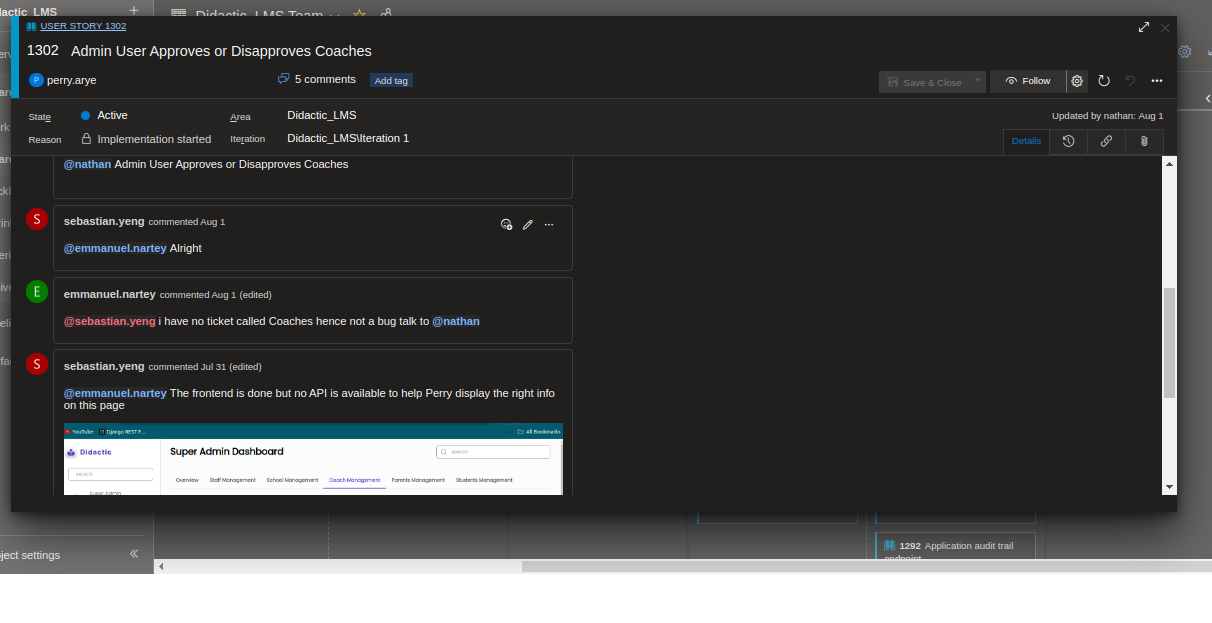 dactic_LMS
Didactic_LMS Team
USER STORY 1302
1302 Admin User Approves or Disapproves Coaches
P perry.arye
5 comments
Add tag
Save & Close
Follow
State
Active
Area
Didactic_LMS
Updated by nathan: Aug 1
Reason
Implementation started
Iteration
Didactic_LMS\Iteration 1
Details
@nathan Admin User Approves or Disapproves Coaches
S sebastian.yeng commented Aug 1
@emmanuel.nartey Alright
E emmanuel.nartey commented Aug 1 (edited)
@sebastian.yeng i have no ticket called Coaches hence not a bug talk to @nathan
S sebastian.yeng commented Jul 31 (edited)
@emmanuel.nartey The frontend is done but no API is available to help Perry display the right info
on this page
YouTube Django REST F...
All Bookmarks
Didactic
Super Admin Dashboard
search
search
Overview Staff Management School Management Coach Management Parents Management Students Management
Super Admin
ject settings
1292 Application audit trail
endpoint